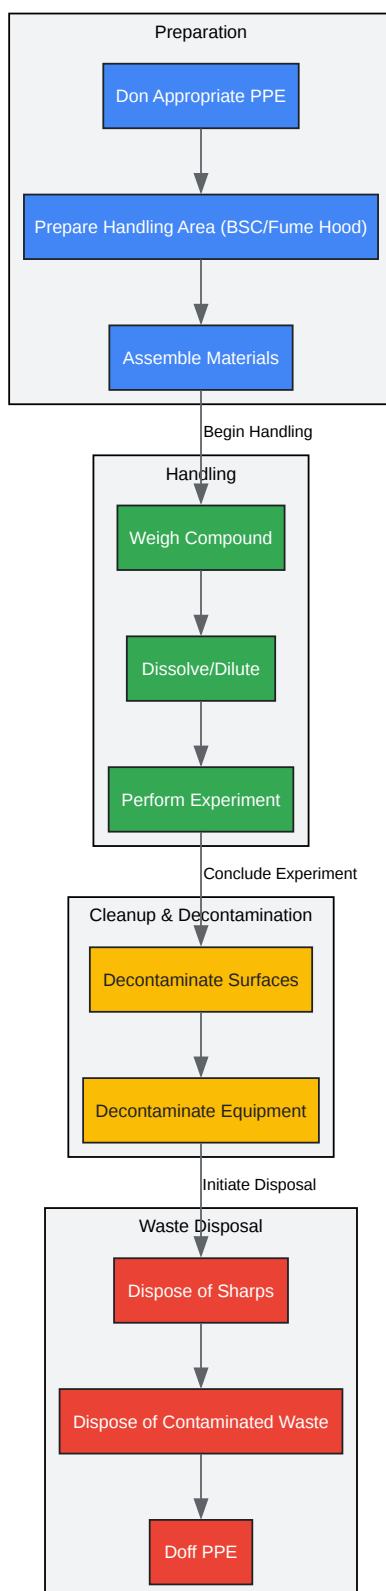 Preparation
Don Appropriate PPE
Prepare Handling Area (BSC/Fume Hood)
Assemble Materials
Begin Handling
Handling
Weigh Compound
Dissolve/Dilute
Perform Experiment
Conclude Experiment
Cleanup & Decontamination
Decontaminate Surfaces
Decontaminate Equipment
Initiate Disposal
Waste Disposal
Dispose of Sharps
Dispose of Contaminated Waste
Doff PPE